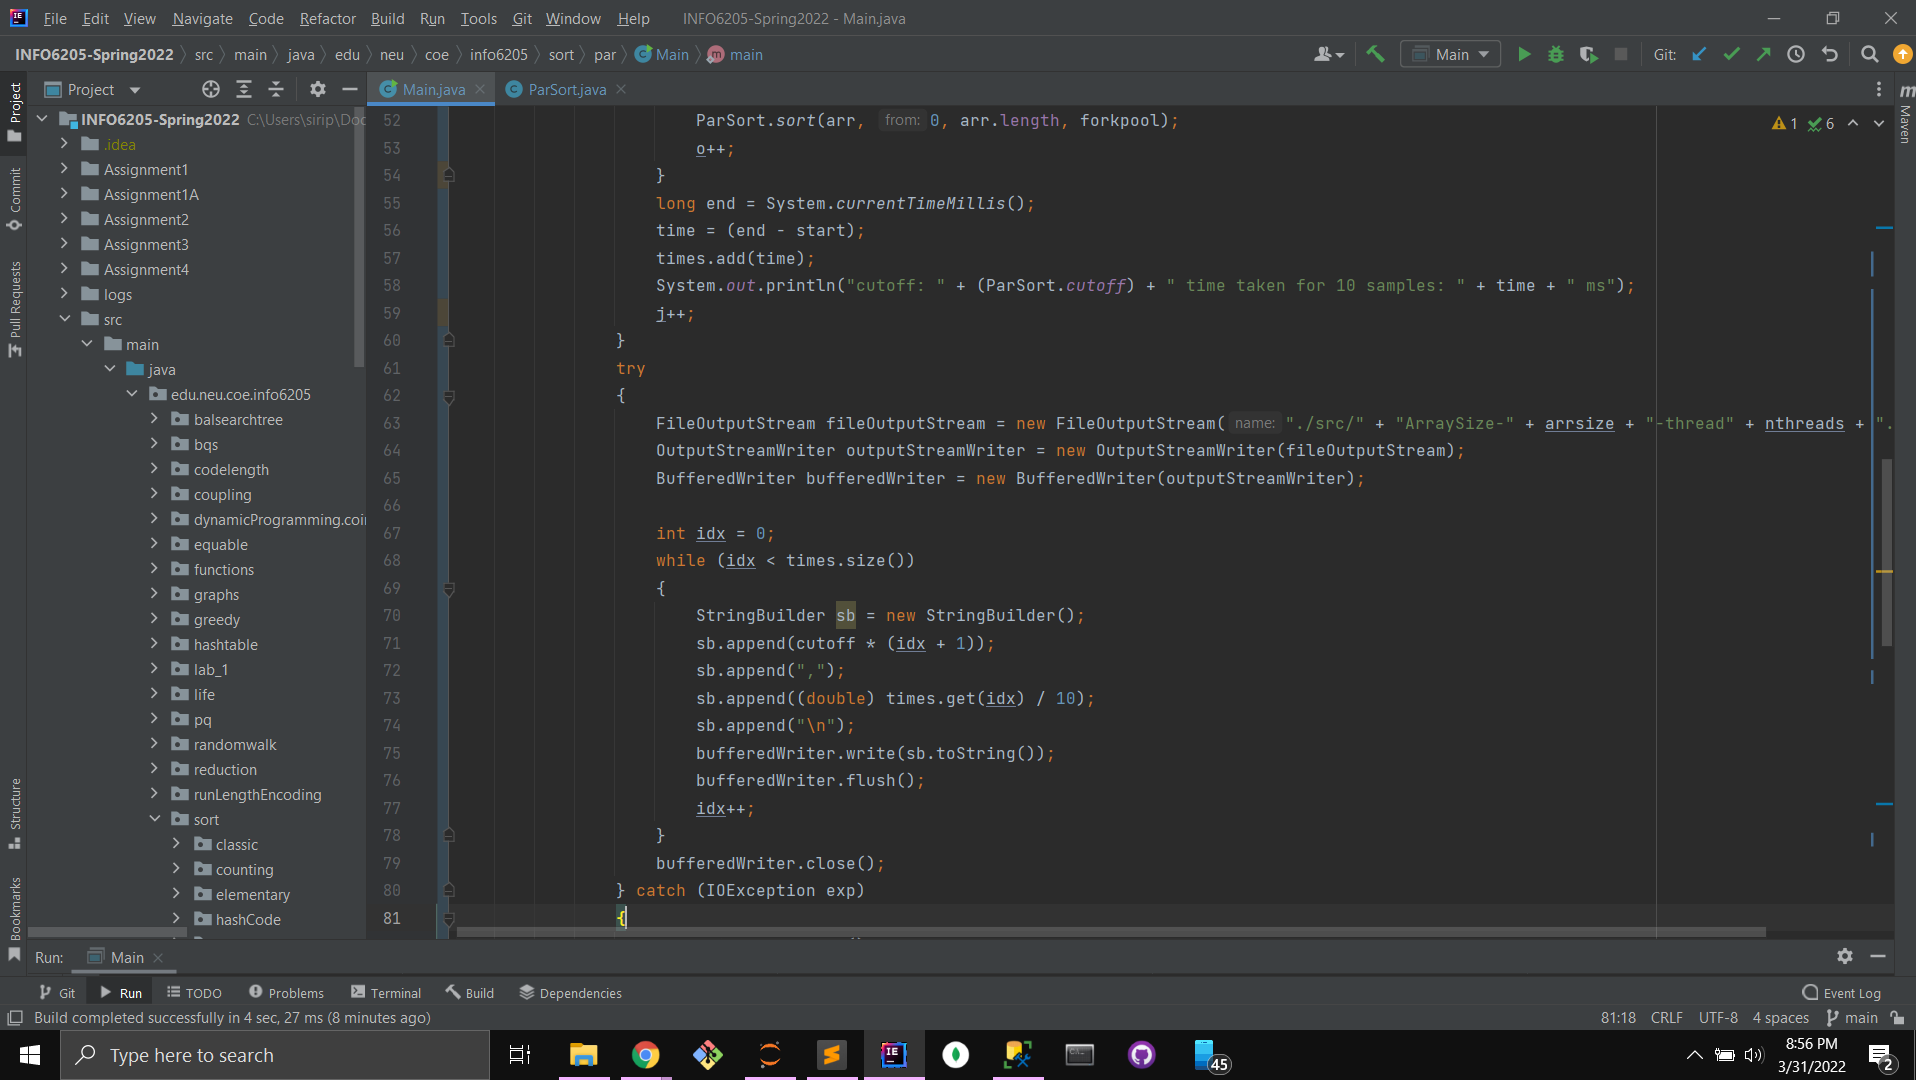 File Edit View Navigate Code Refactor Build Run Tools Git Window Help INFO6205-Spring2022 - Main.java
INFO6205-Spring2022 src main java edu neu coe info6205 sort par Main main Main Git:
Project Main.java ParSort.java
INFO6205-Spring2022 C:\Users\sirip\Doc
.idea
Assignment1
Assignment1A
Assignment2
Assignment3
Assignment4
logs
src
main
java
edu.neu.coe.info6205
balsearchtree
bqs
codelength
coupling
dynamicProgramming.coi
equable
functions
graphs
greedy
hashtable
lab_1
life
pq
randomwalk
reduction
runLengthEncoding
sort
classic
counting
elementary
hashCode
Project
Commit
Pull Requests
Structure
Bookmarks
52 ParSort.sort(arr, from: 0, arr.length, forkpool);
53 o++;
54 }
55 long end = System.currentTimeMillis();
56 time = (end - start);
57 times.add(time);
58 System.out.println("cutoff: " + (ParSort.cutoff) + " time taken for 10 samples: " + time + " ms");
59 j++;
60 }
61 try
62 {
63 FileOutputStream fileOutputStream = new FileOutputStream( name: "./src/" + "ArraySize-" + arrsize + "-thread" + nthreads + ".
64 OutputStreamWriter outputStreamWriter = new OutputStreamWriter(fileOutputStream);
65 BufferedWriter bufferedWriter = new BufferedWriter(outputStreamWriter);
66
67 int idx = 0;
68 while (idx < times.size())
69 {
70 StringBuilder sb = new StringBuilder();
71 sb.append(cutoff * (idx + 1));
72 sb.append(",");
73 sb.append((double) times.get(idx) / 10);
74 sb.append("\n");
75 bufferedWriter.write(sb.toString());
76 bufferedWriter.flush();
77 idx++;
78 }
79 bufferedWriter.close();
80 } catch (IOException exp)
81 {
1 6
m
Maven
Run: Main
Git Run TODO Problems Terminal Build Dependencies Event Log
Build completed successfully in 4 sec, 27 ms (8 minutes ago) 81:18 CRLF UTF-8 4 spaces main
Type here to search
IE
45
8:56 PM
3/31/2022
2